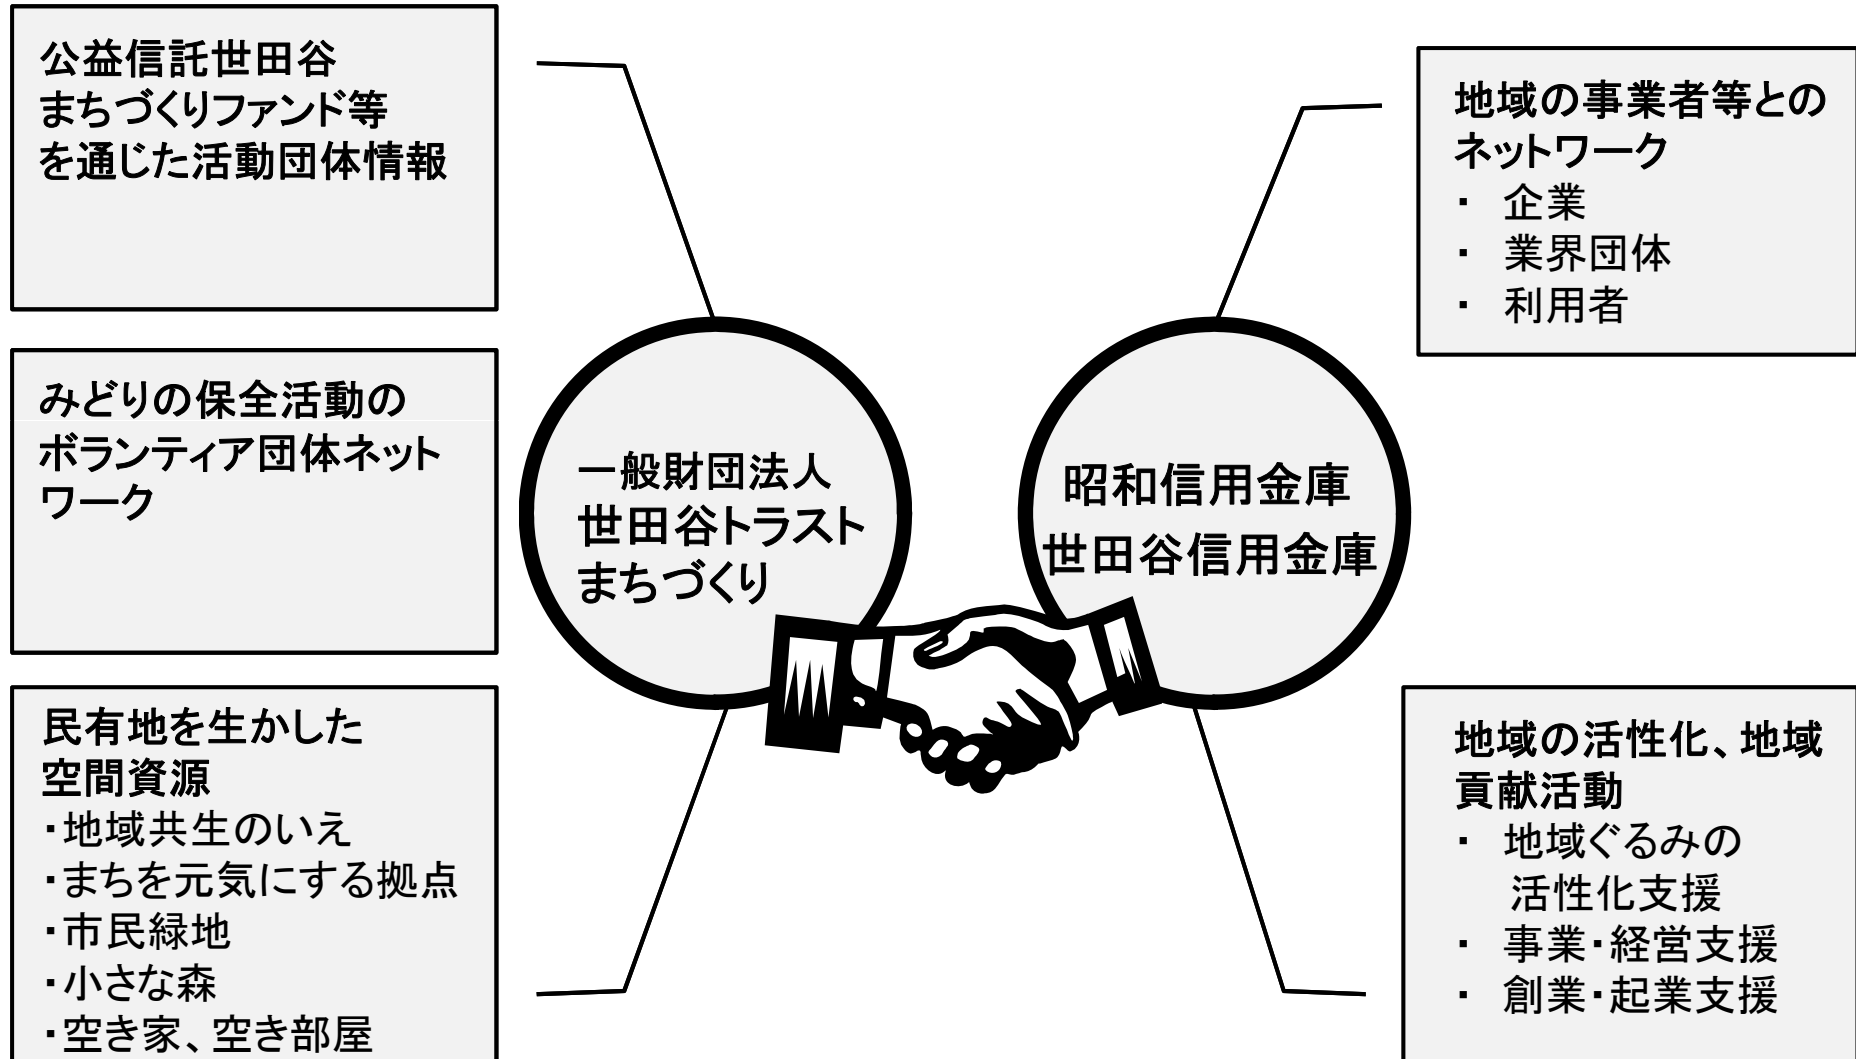 公益信託世田谷
まちづくりファンド等
を通じた活動団体情報
みどりの保全活動の
ボランティア団体ネット
ワーク
民有地を生かした
空間資源
・地域共生のいえ
・まちを元気にする拠点
・市民緑地
・小さな森
・空き家、空き部屋
一般財団法人
世田谷トラスト
まちづくり
昭和信用金庫
世田谷信用金庫
地域の事業者等との
ネットワーク
・ 企業
・ 業界団体
・ 利用者
地域の活性化、地域
貢献活動
・ 地域ぐるみの
活性化支援
・ 事業・経営支援
・ 創業・起業支援